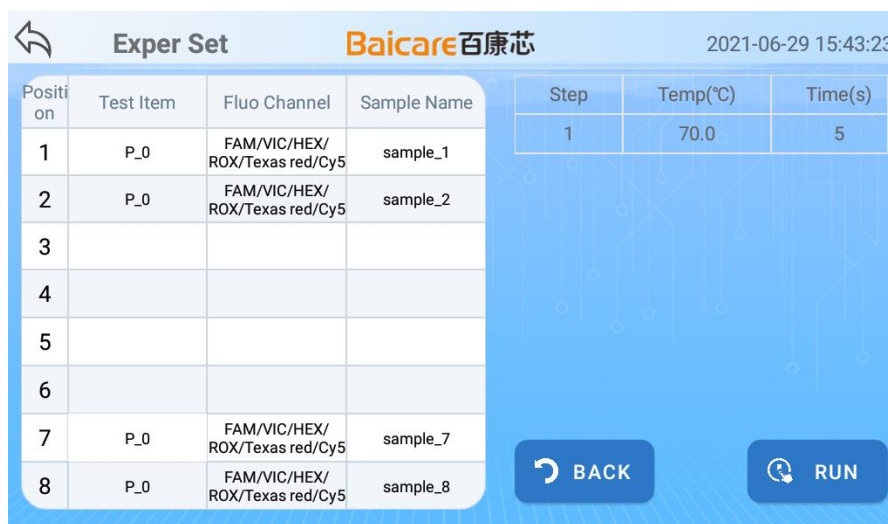 Exper Set
Baicare百康芯
2021-06-29 15:43:23
Positi
on
Test Item
Fluo Channel
Sample Name
1
P_0
FAM/VIC/HEX/
ROX/Texas red/Cy5
sample_1
2
P_0
FAM/VIC/HEX/
ROX/Texas red/Cy5
sample_2
3
4
5
6
7
P_0
FAM/VIC/HEX/
ROX/Texas red/Cy5
sample_7
8
P_0
FAM/VIC/HEX/
ROX/Texas red/Cy5
sample_8
Step
Temp(℃)
Time(s)
1
70.0
5
BACK
RUN